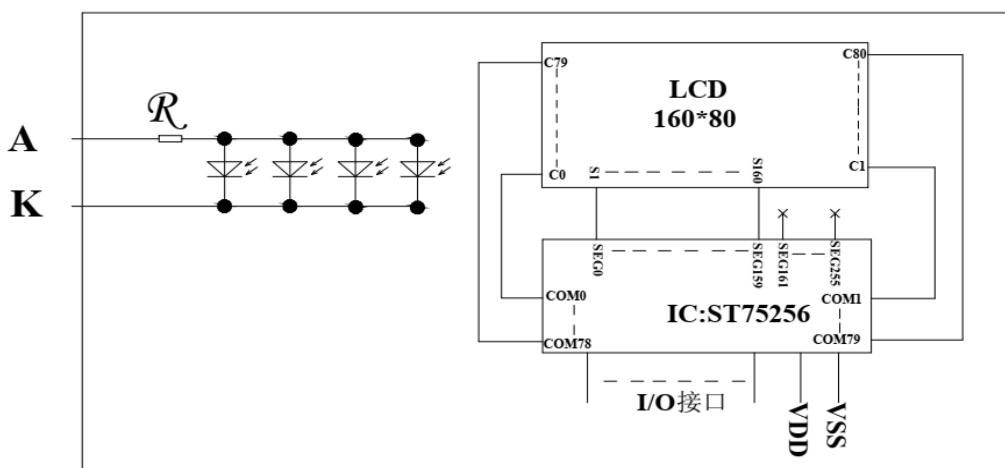 C79
C80
LCD
160*80
R
A
C0
S1
S160
C1
K
SEG0
SEG159
SEG161
SEG255
COM0
COM1
IC:ST75256
COM78
COM79
I/O接口
VDD
VSS